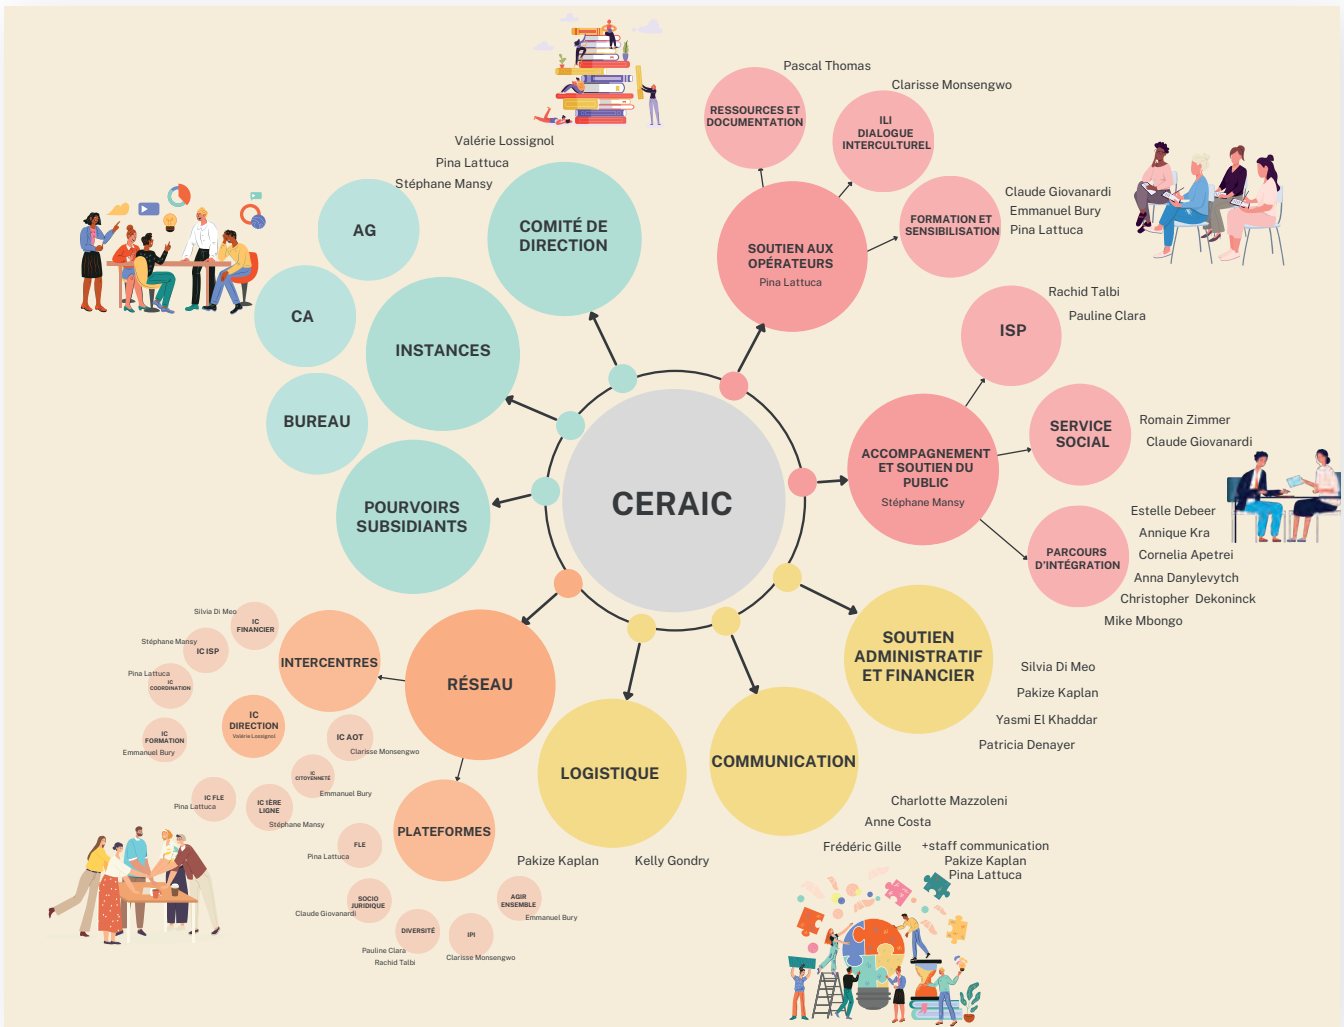 CERAIC
COMITÉ DE
DIRECTION
Valérie Lossignol
Pina Lattuca
Stéphane Mansy
INSTANCES
AG
CA
BUREAU
POURVOIRS
SUBSIDIANTS
SOUTIEN AUX
OPÉRATEURS
Pina Lattuca
RESSOURCES ET
DOCUMENTATION
Pascal Thomas
ILI
DIALOGUE
INTERCULTUREL
Clarisse Monsengwo
FORMATION ET
SENSIBILISATION
Claude Giovanardi
Emmanuel Bury
Pina Lattuca
ACCOMPAGNEMENT
ET SOUTIEN DU
PUBLIC
Stéphane Mansy
ISP
Rachid Talbi
Pauline Clara
SERVICE
SOCIAL
Romain Zimmer
Claude Giovanardi
PARCOURS
D'INTÉGRATION
Estelle Debeer
Annique Kra
Cornelia Apetrei
Anna Danylevytch
Christopher Dekoninck
Mike Mbongo
SOUTIEN
ADMINISTRATIF
ET FINANCIER
Silvia Di Meo
Pakize Kaplan
Yasmi El Khaddar
Patricia Denayer
COMMUNICATION
Charlotte Mazzoleni
Anne Costa
Frédéric Gille
+staff communication
Pakize Kaplan
Pina Lattuca
LOGISTIQUE
Pakize Kaplan
Kelly Gondry
RÉSEAU
INTERCENTRES
IC
FINANCIER
Silvia Di Meo
IC ISP
Stéphane Mansy
IC
COORDINATION
Pina Lattuca
IC
DIRECTION
Valérie Lossignol
IC
FORMATION
Emmanuel Bury
IC AOT
Clarisse Monsengwo
IC
CITOYENNETÉ
Emmanuel Bury
IC FLE
Pina Lattuca
IC 1ÈRE
LIGNE
Stéphane Mansy
PLATEFORMES
FLE
Pina Lattuca
SOCIO
JURIDIQUE
Claude Giovanardi
DIVERSITÉ
Pauline Clara
Rachid Talbi
IPI
Clarisse Monsengwo
AGIR
ENSEMBLE
Emmanuel Bury